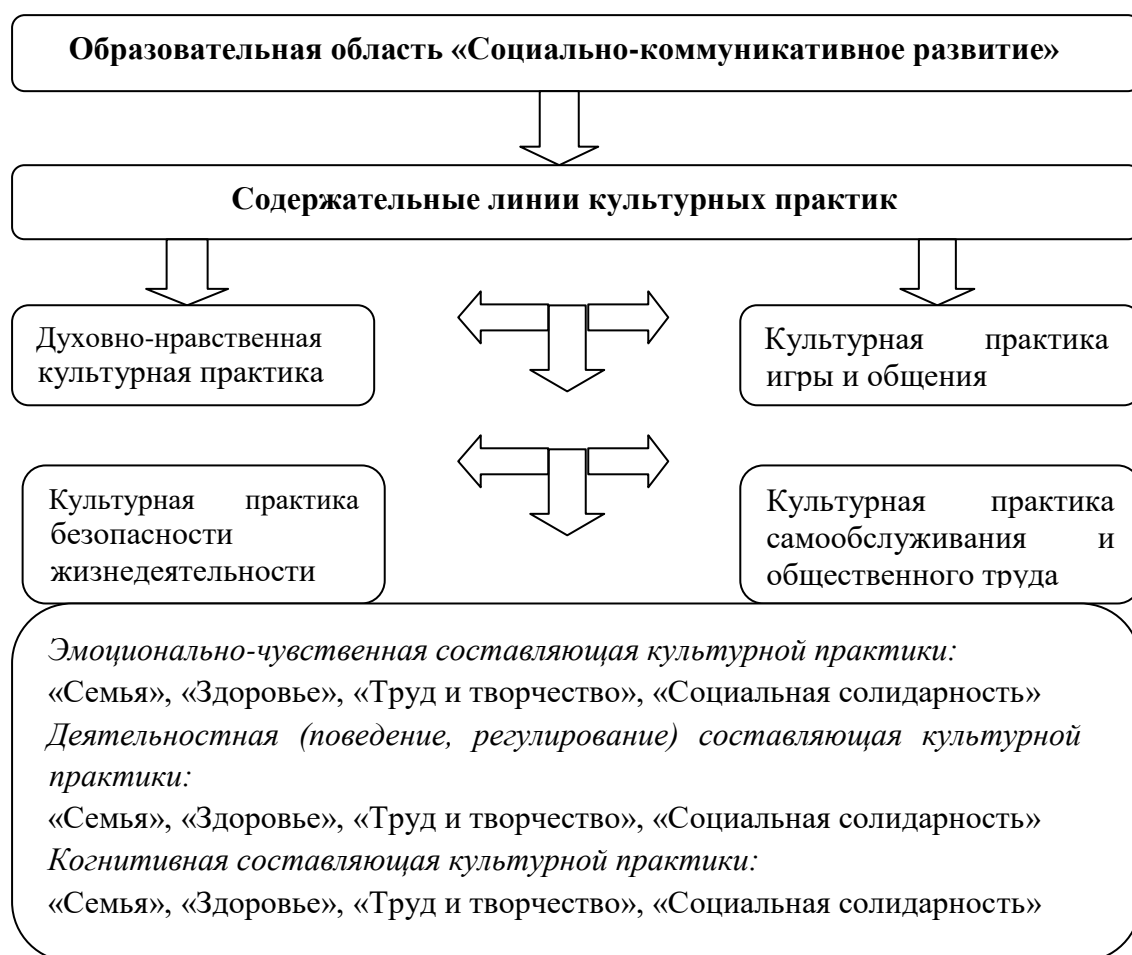 Образовательная область «Социально-коммуникативное развитие»
Содержательные линии культурных практик
Духовно-нравственная
культурная практика
Культурная практика
игры и общения
Культурная практика
безопасности
жизнедеятельности
Культурная практика
самообслуживания и
общественного труда
Эмоционально-чувственная составляющая культурной практики:
«Семья», «Здоровье», «Труд и творчество», «Социальная солидарность»
Деятельностная (поведение, регулирование) составляющая культурной
практики:
«Семья», «Здоровье», «Труд и творчество», «Социальная солидарность»
Когнитивная составляющая культурной практики:
«Семья», «Здоровье», «Труд и творчество», «Социальная солидарность»